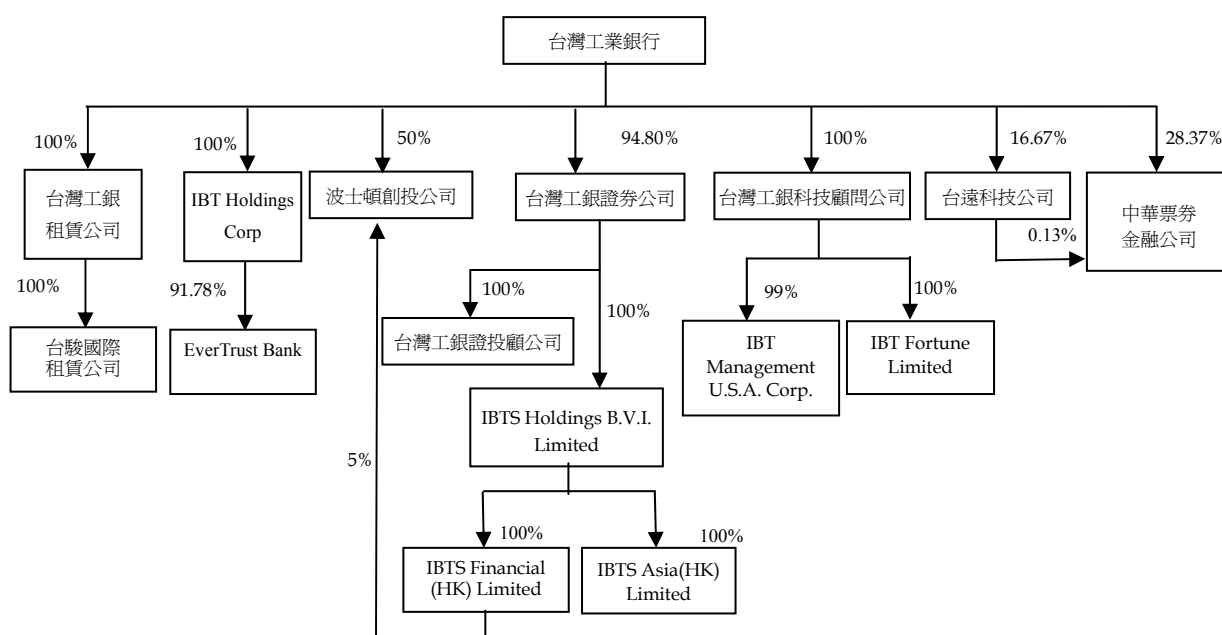 台灣工業銀行
100%
100%
50%
94.80%
100%
16.67%
28.37%
台灣工銀
租賃公司
IBT Holdings
Corp
波士頓創投公司
台灣工銀證券公司
台灣工銀科技顧問公司
台遠科技公司
中華票券
金融公司
0.13%
100%
91.78%
100%
100%
99%
100%
台駿國際
租賃公司
EverTrust Bank
台灣工銀證投顧公司
IBT
Management
U.S.A. Corp.
IBT Fortune
Limited
IBTS Holdings B.V.I.
Limited
5%
100%
100%
IBTS Financial
(HK) Limited
IBTS Asia(HK)
Limited